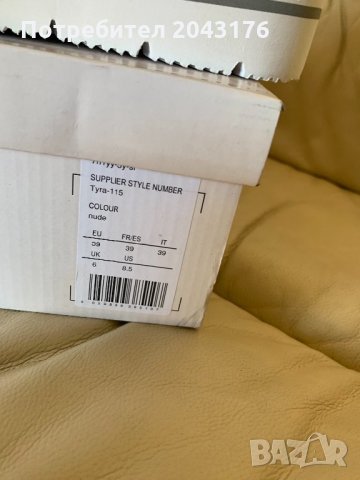 Потребител 2043176
SUPPLIER STYLE NUMBER
Tyra-115
COLOUR
nude
EU FR/ES IT
39 39 39
UK US
6 8.5
BAZAR